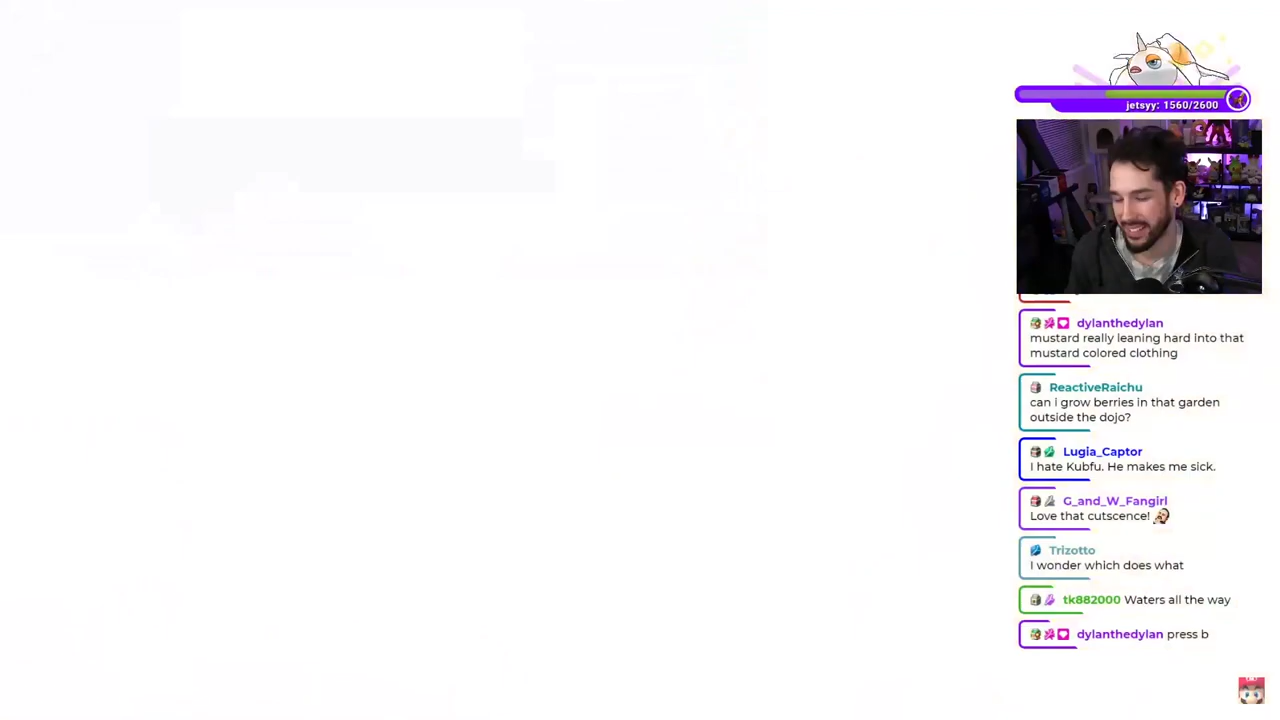 jetsyy: 1560/2600
dylanthedylan
mustard really leaning hard into that
mustard colored clothing
ReactiveRaichu
can i grow berries in that garden
outside the dojo?
Lugia_Captor
I hate Kubfu. He makes me sick.
G_and_W_Fangirl
Love that cutscence!
Trizotto
I wonder which does what
tk882000 Waters all the way
dylanthedylan press b